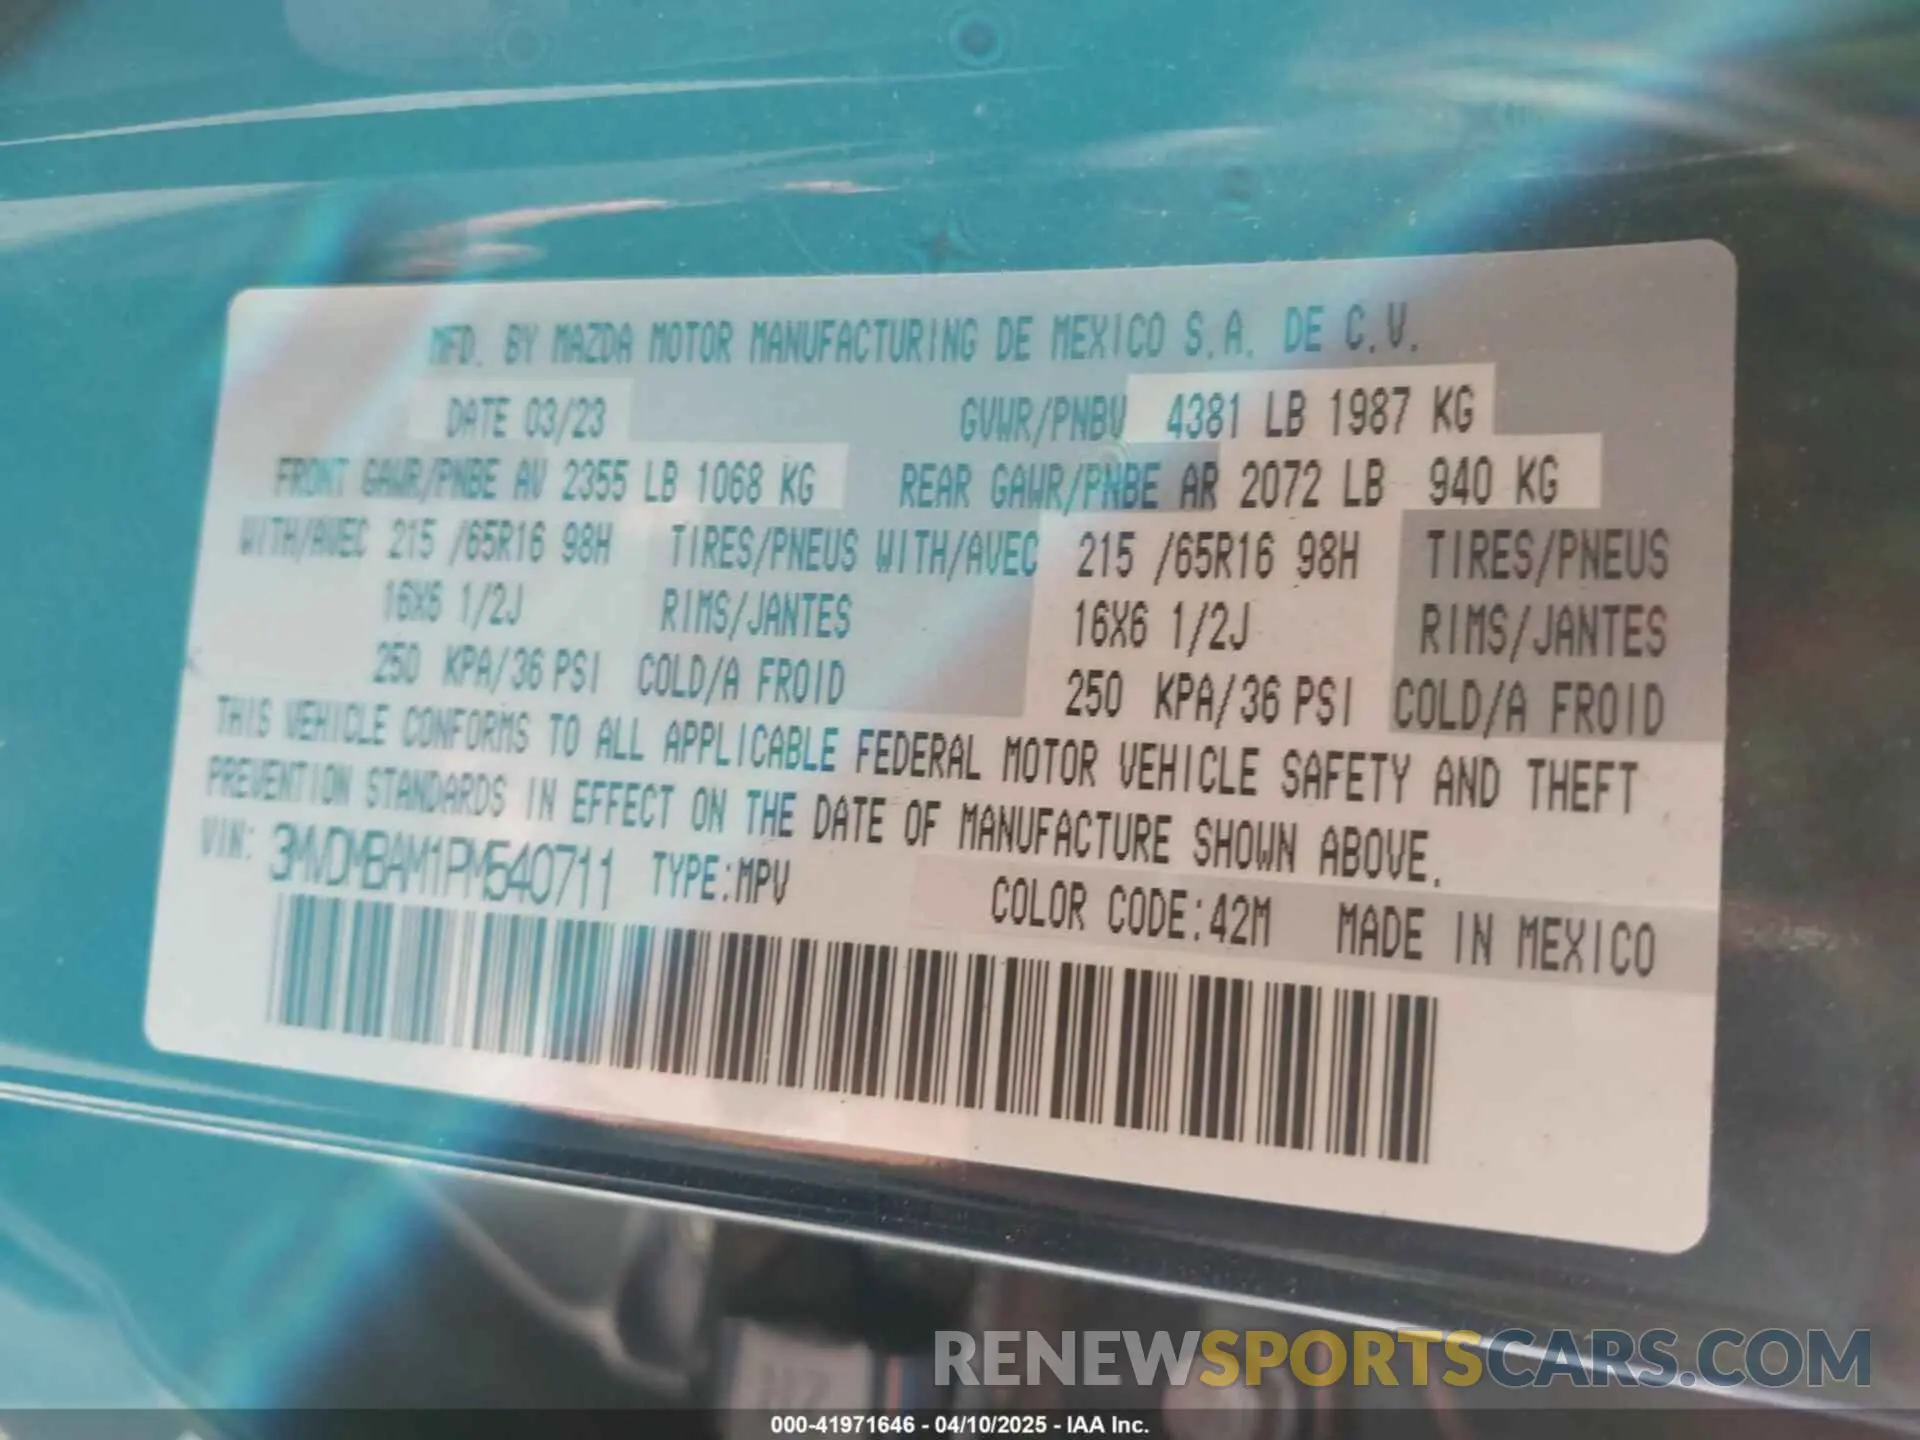 MFD. BY MAZDA MOTOR MANUFACTURING DE MEXICO S.A. DE C.V.
DATE 03/23 GVWR/PNBV 4381 LB 1987 KG
FRONT GAWR/PNBE AV 2355 LB 1068 KG REAR GAWR/PNBE AR 2072 LB 940 KG
WITH/AVEC 215 /65R16 98H TIRES/PNEUS WITH/AVEC 215 /65R16 98H TIRES/PNEUS
16X6 1/2J RIMS/JANTES 16X6 1/2J RIMS/JANTES
250 KPA/36 PSI COLD/A FROID 250 KPA/36 PSI COLD/A FROID
THIS VEHICLE CONFORMS TO ALL APPLICABLE FEDERAL MOTOR VEHICLE SAFETY AND THEFT
PREVENTION STANDARDS IN EFFECT ON THE DATE OF MANUFACTURE SHOWN ABOVE.
VIN: 3MVDMBAM1PM540711 TYPE:MPV COLOR CODE:42M MADE IN MEXICO
RENEWSPORTSCARS.COM
000-41971646 - 04/10/2025 - IAA Inc.